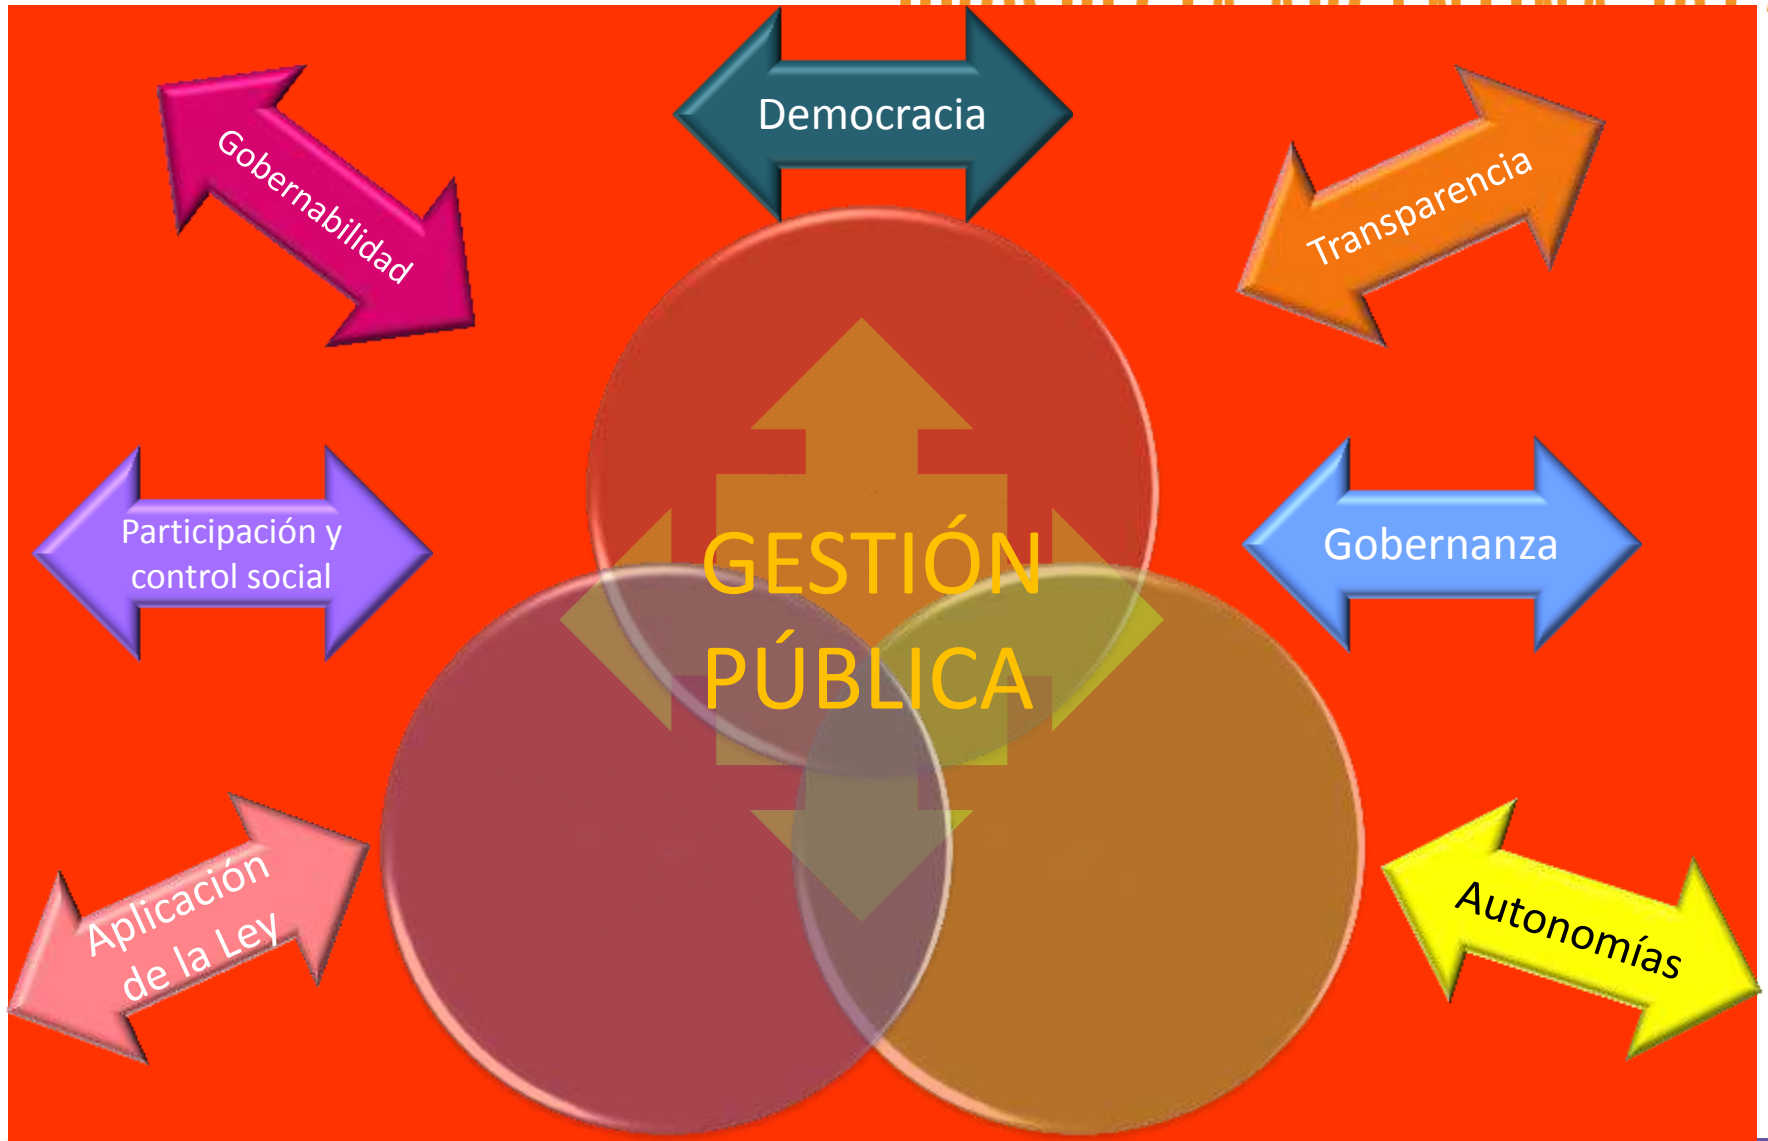 Democracia
Gobernabilidad
Transparencia
Participación y
control social
GESTIÓN
PÚBLICA
Gobernanza
Aplicación
de la Ley
Autonomías